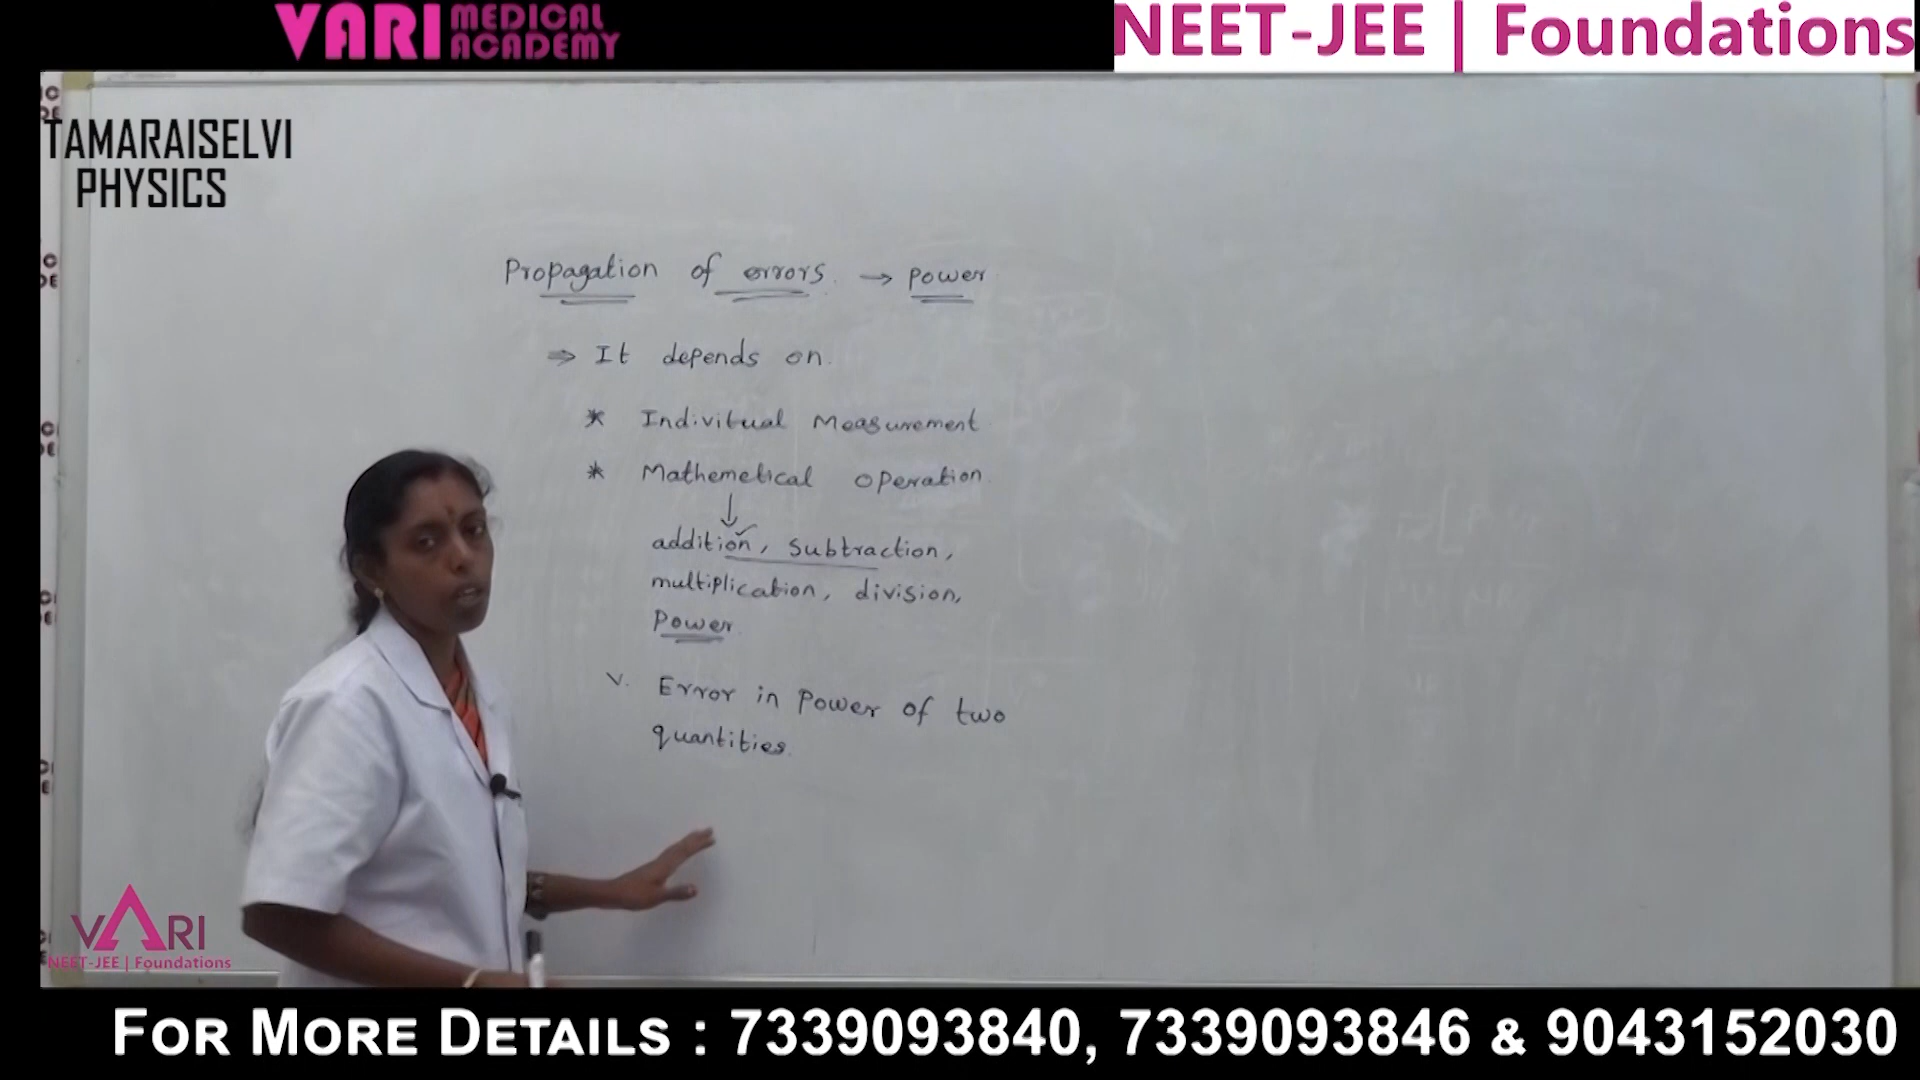 VARI MEDICAL ACADEMY
NEET-JEE | Foundations
TAMARAISELVI
PHYSICS
Propagation of errors. → Power
⇒ It depends on.
* Indivitual Measurement
* Mathemetical Operation.
↓
addition, Subtraction,
multiplication, division,
Power.
V. Error in Power of two
quantities.
VARI
NEET-JEE | Foundations
FOR MORE DETAILS : 7339093840, 7339093846 & 9043152030